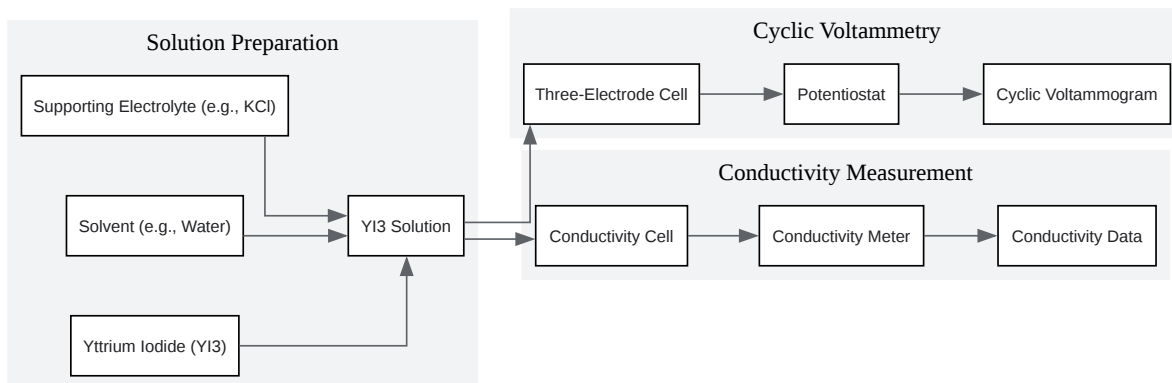 Solution Preparation
Supporting Electrolyte (e.g., KCl)
Solvent (e.g., Water)
YI3 Solution
Yttrium Iodide (YI3)
Cyclic Voltammetry
Three-Electrode Cell
Potentiostat
Cyclic Voltammogram
Conductivity Measurement
Conductivity Cell
Conductivity Meter
Conductivity Data